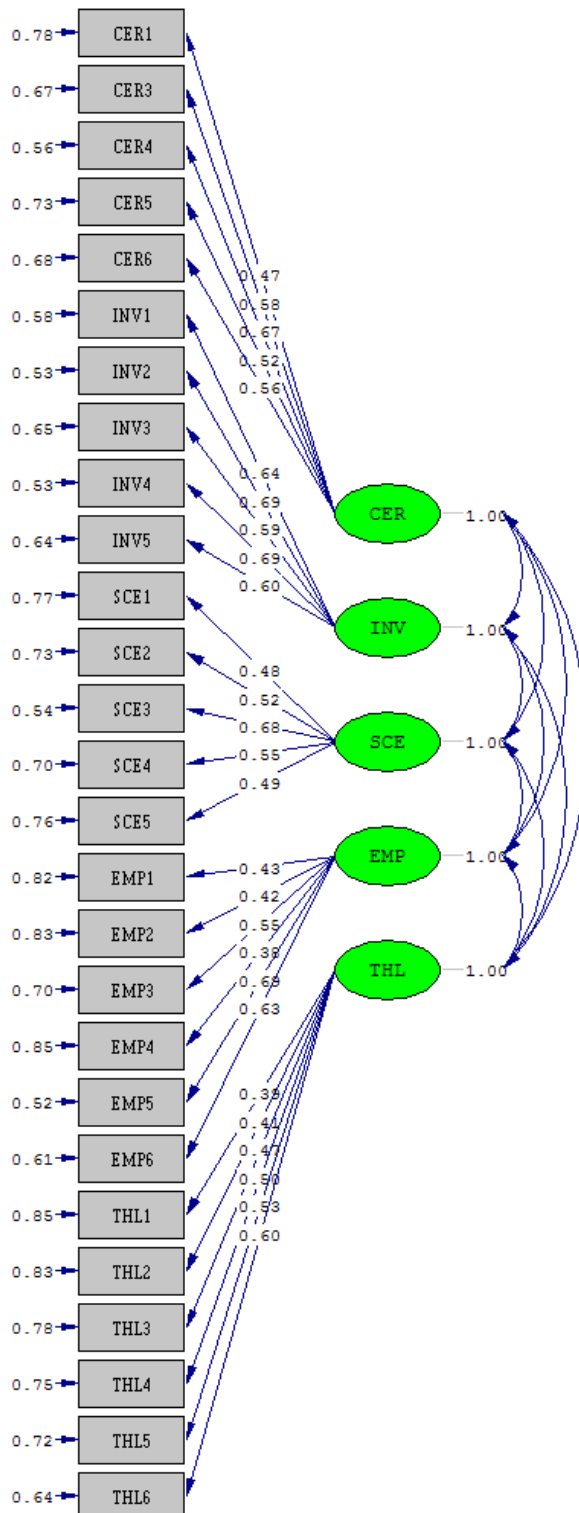 0.78 CER1
0.67 CER3
0.56 CER4
0.73 CER5
0.68 CER6
0.47
0.58 INV1
0.58
0.67
0.53 INV2
0.52
0.56
0.65 INV3
0.64
0.53 INV4
0.69
CER 1.00
0.59
0.64 INV5
0.69
0.60
0.77 SCE1
INV 1.00
0.48
0.73 SCE2
0.52
0.54 SCE3
0.68
SCE 1.00
0.70 SCE4
0.55
0.49
0.76 SCE5
EMP 1.00
0.82 EMP1
0.43
0.42
0.83 EMP2
0.55
0.38
THL 1.00
0.70 EMP3
0.69
0.63
0.85 EMP4
0.52 EMP5
0.39
0.41
0.61 EMP6
0.47
0.50
0.85 THL1
0.53
0.60
0.83 THL2
0.78 THL3
0.75 THL4
0.72 THL5
0.64 THL6